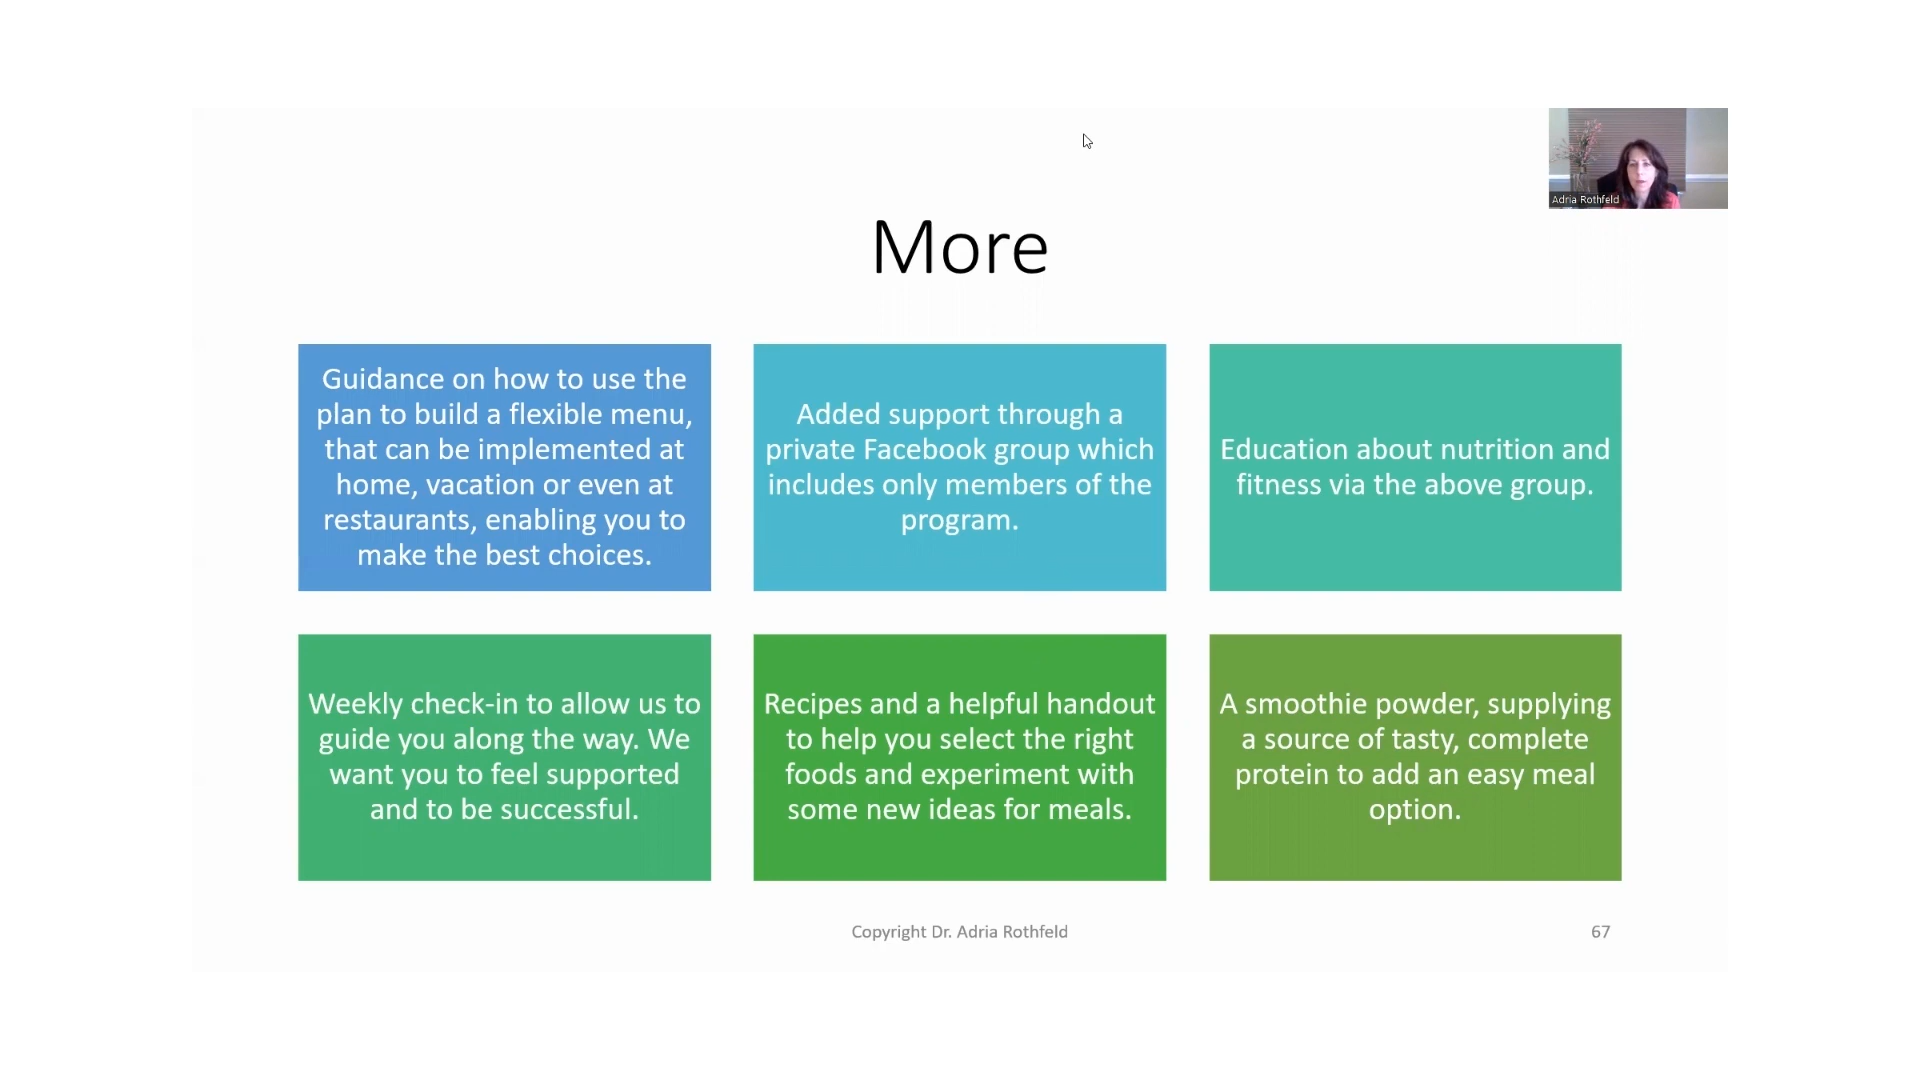 Adria Rothfeld
More
Guidance on how to use the
plan to build a flexible menu,
that can be implemented at
home, vacation or even at
restaurants, enabling you to
make the best choices.
Added support through a
private Facebook group which
includes only members of the
program.
Education about nutrition and
fitness via the above group.
Weekly check-in to allow us to
guide you along the way. We
want you to feel supported
and to be successful.
Recipes and a helpful handout
to help you select the right
foods and experiment with
some new ideas for meals.
A smoothie powder, supplying
a source of tasty, complete
protein to add an easy meal
option.
Copyright Dr. Adria Rothfeld
67